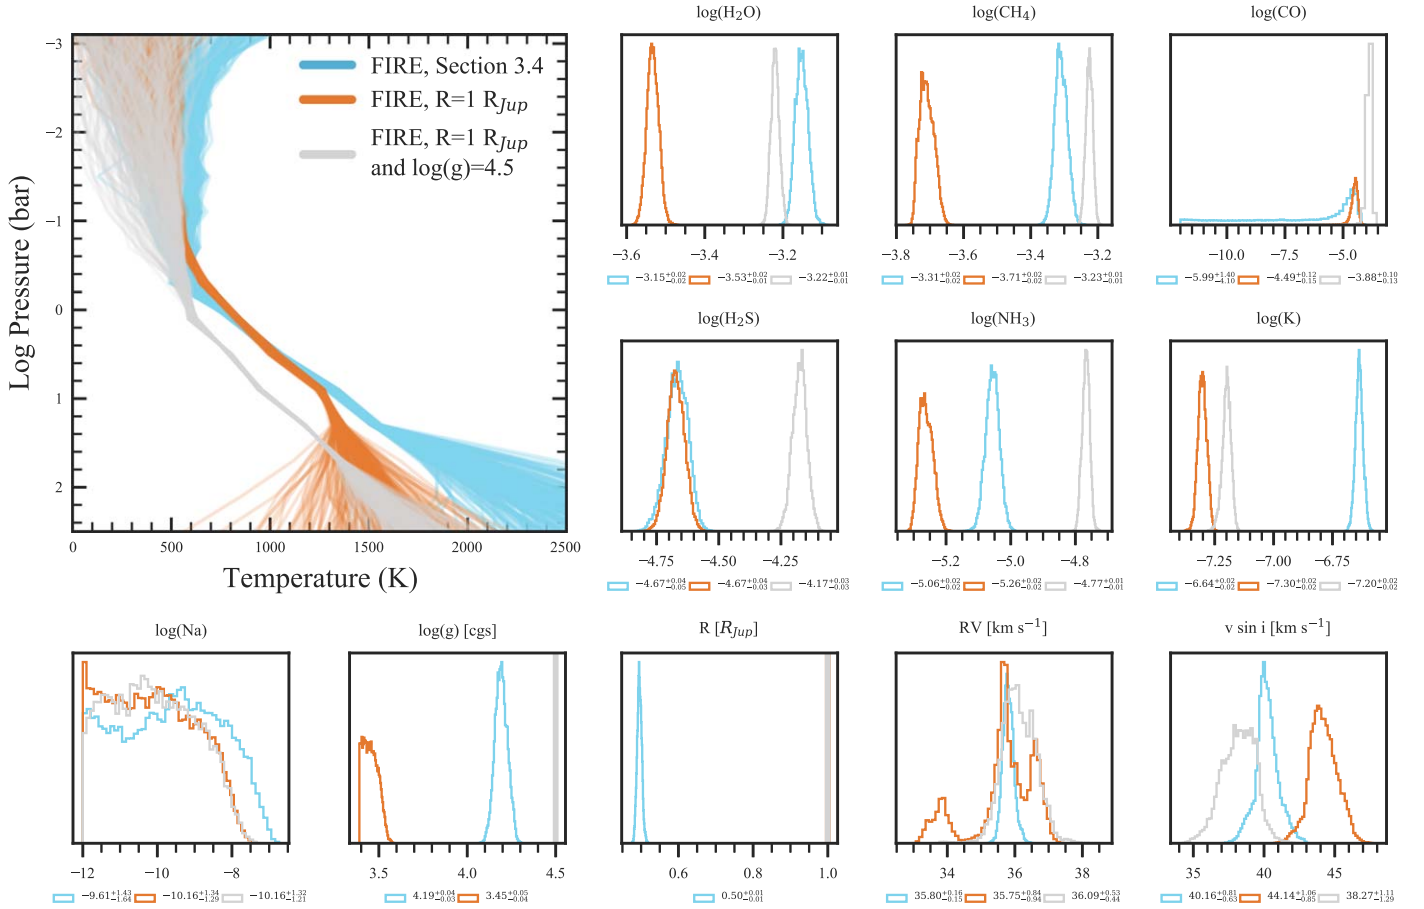 −3
−2
−1
0
1
2
Log Pressure (bar)
0 500 1000 1500 2000 2500
Temperature (K)
FIRE, Section 3.4
FIRE, R=1 R_Jup
FIRE, R=1 R_Jup
and log(g)=4.5
log(H₂O)
−3.6 −3.4 −3.2
−3.15 +0.02 −0.02 −3.53 +0.01 −0.02 −3.22 +0.01 −0.01
log(CH₄)
−3.8 −3.6 −3.4 −3.2
−3.31 +0.02 −0.02 −3.71 +0.02 −0.02 −3.23 +0.01 −0.01
log(CO)
−10.0 −7.5 −5.0
−5.99 +1.40 −4.10 −4.49 +0.12 −0.15 −3.88 +0.10 −0.13
log(H₂S)
−4.75 −4.50 −4.25
−4.67 +0.04 −0.05 −4.67 +0.04 −0.03 −4.17 +0.03 −0.03
log(NH₃)
−5.2 −5.0 −4.8
−5.06 +0.02 −0.02 −5.26 +0.02 −0.02 −4.77 +0.01 −0.01
log(K)
−7.25 −7.00 −6.75
−6.64 +0.02 −0.02 −7.30 +0.02 −0.02 −7.20 +0.02 −0.02
log(Na)
−12 −10 −8
−9.61 +1.43 −1.64 −10.16 +1.34 −1.29 −10.16 +1.32 −1.21
log(g) [cgs]
3.5 4.0 4.5
4.19 +0.04 −0.03 3.45 +0.05 −0.04
R [R_Jup]
0.6 0.8 1.0
0.50 +0.01 −0.01
RV [km s⁻¹]
34 36 38
35.80 +0.16 −0.15 35.75 +0.84 −0.94 36.09 +0.53 −0.44
v sin i [km s⁻¹]
35 40 45
40.16 +0.81 −0.63 44.14 +1.06 −0.85 38.27 +1.11 −1.29